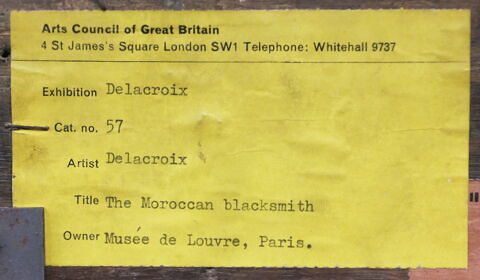 Arts Council of Great Britain
4 St James's Square London SW1 Telephone: Whitehall 9737
Exhibition Delacroix
Cat. no. 57
Artist Delacroix
Title The Moroccan blacksmith
Owner Musée de Louvre, Paris.